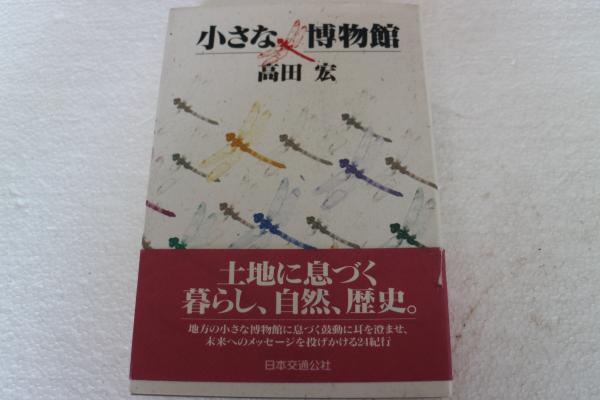 小さな博物館
高田 宏
土地に息づく
暮らし、自然、歴史。
地方の小さな博物館に息づく鼓動に耳を澄ませ、
未来へのメッセージを投げかける24紀行
日本交通公社